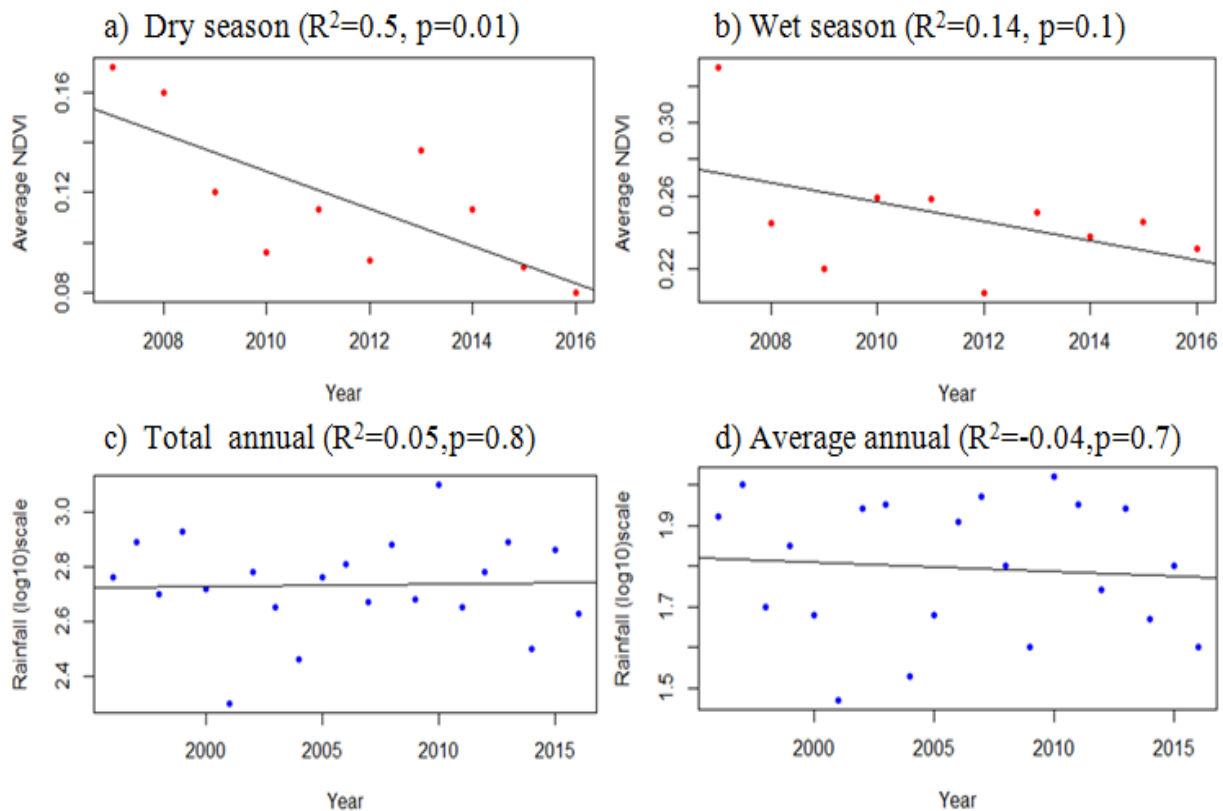 a) Dry season (R²=0.5, p=0.01)
Average NDVI
0.16
0.12
0.08
2008 2010 2012 2014 2016
Year
b) Wet season (R²=0.14, p=0.1)
Average NDVI
0.30
0.26
0.22
2008 2010 2012 2014 2016
Year
c) Total annual (R²=0.05,p=0.8)
Rainfall (log10)scale
3.0
2.8
2.6
2.4
2000 2005 2010 2015
Year
d) Average annual (R²=-0.04,p=0.7)
Rainfall (log10)scale
1.9
1.7
1.5
2000 2005 2010 2015
Year